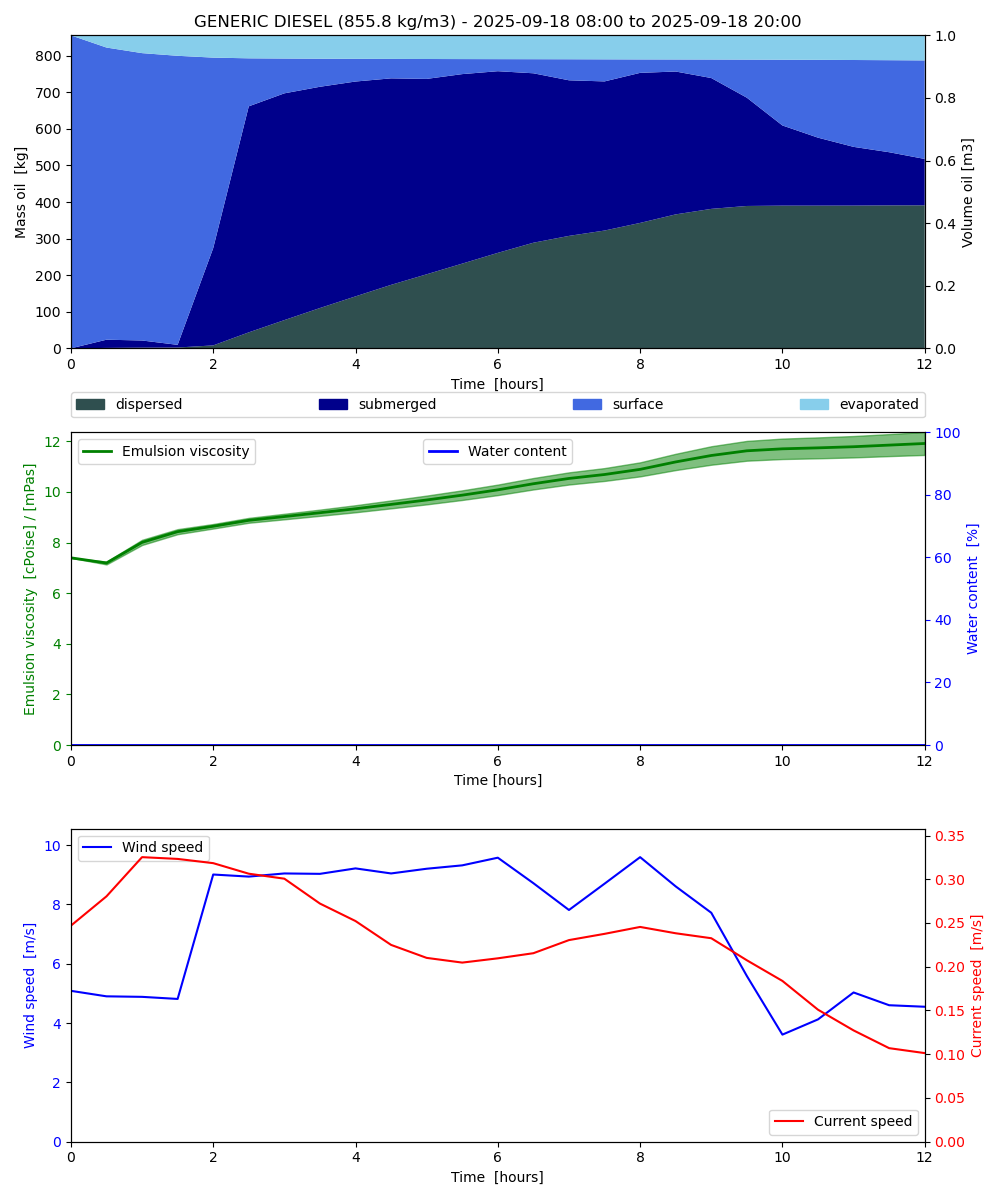 GENERIC DIESEL (855.8 kg/m3) - 2025-09-18 08:00 to 2025-09-18 20:00
Mass oil  [kg]
0
100
200
300
400
500
600
700
800
Volume oil [m3]
0.0
0.2
0.4
0.6
0.8
1.0
0 2 4 6 8 10 12
Time  [hours]
dispersed submerged surface evaporated
Emulsion viscosity  [cPoise] / [mPas]
0
2
4
6
8
10
12
Emulsion viscosity
Water content
Water content  [%]
0
20
40
60
80
100
0 2 4 6 8 10 12
Time [hours]
Wind speed  [m/s]
0
2
4
6
8
10
Wind speed
Current speed  [m/s]
0.00
0.05
0.10
0.15
0.20
0.25
0.30
0.35
Current speed
0 2 4 6 8 10 12
Time  [hours]